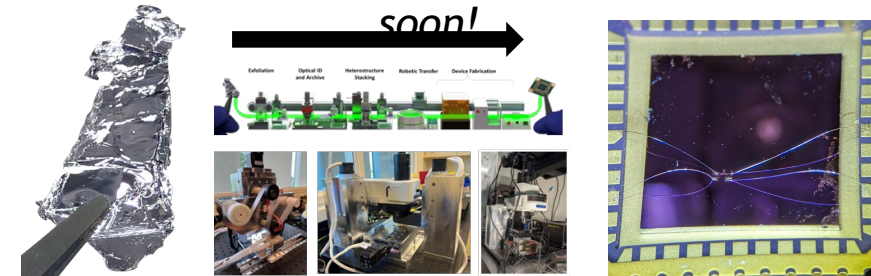 soon!
Exfoliation
Optical ID
and Archive
Heterostructure
Stacking
Robotic Transfer
Device Fabrication